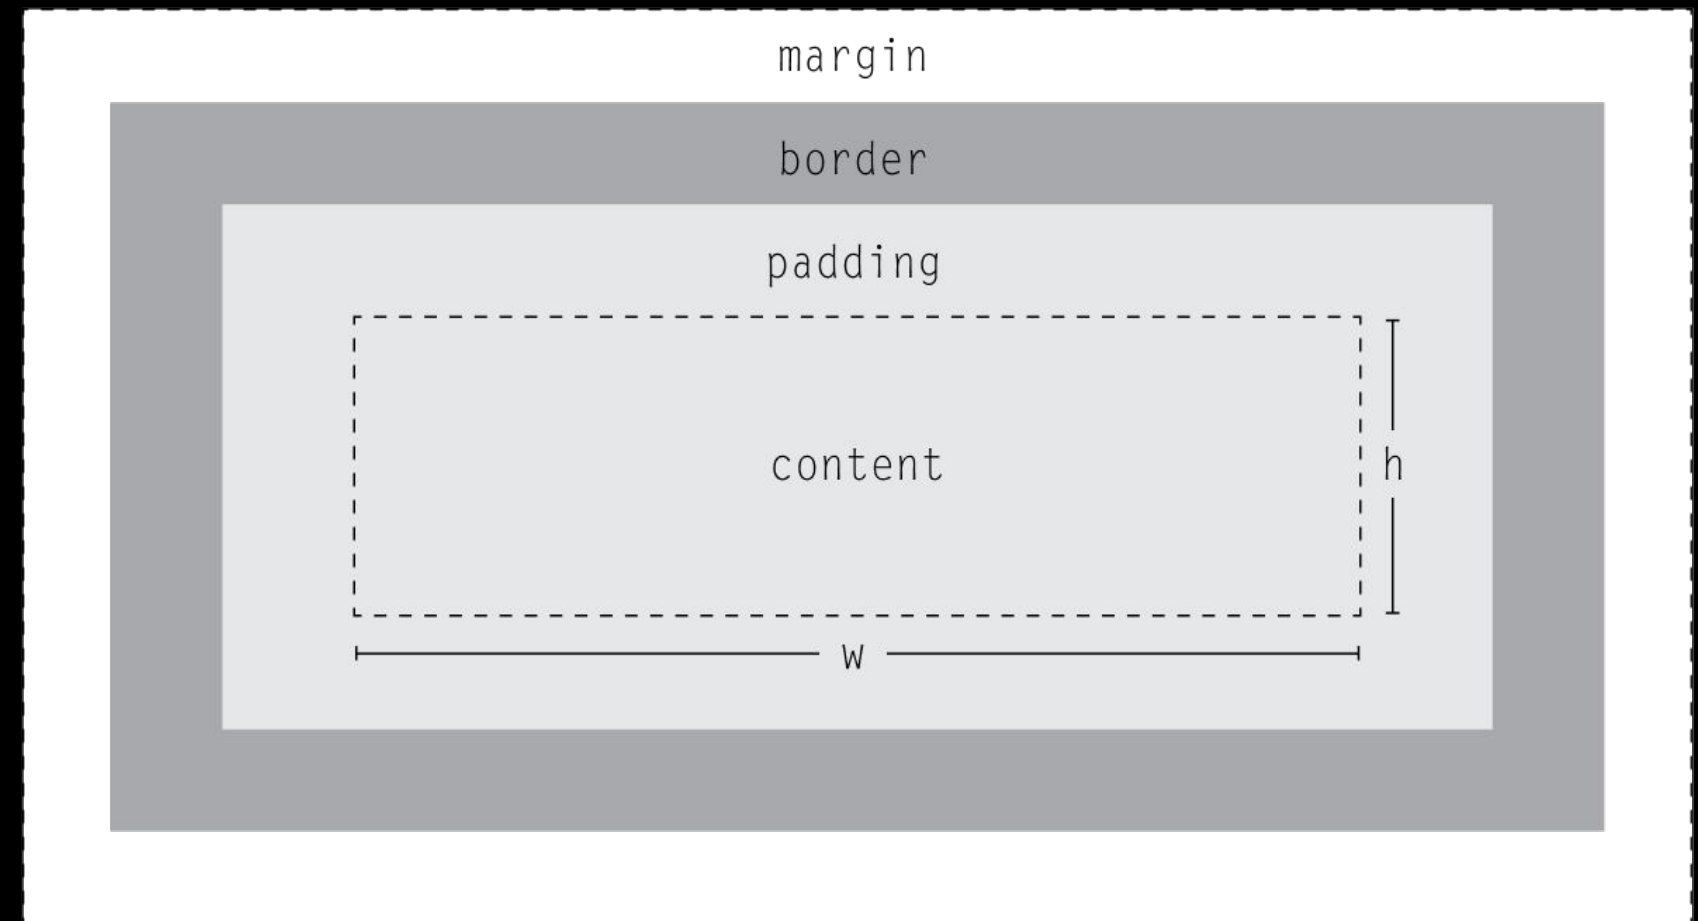 margin
border
padding
content
h
w